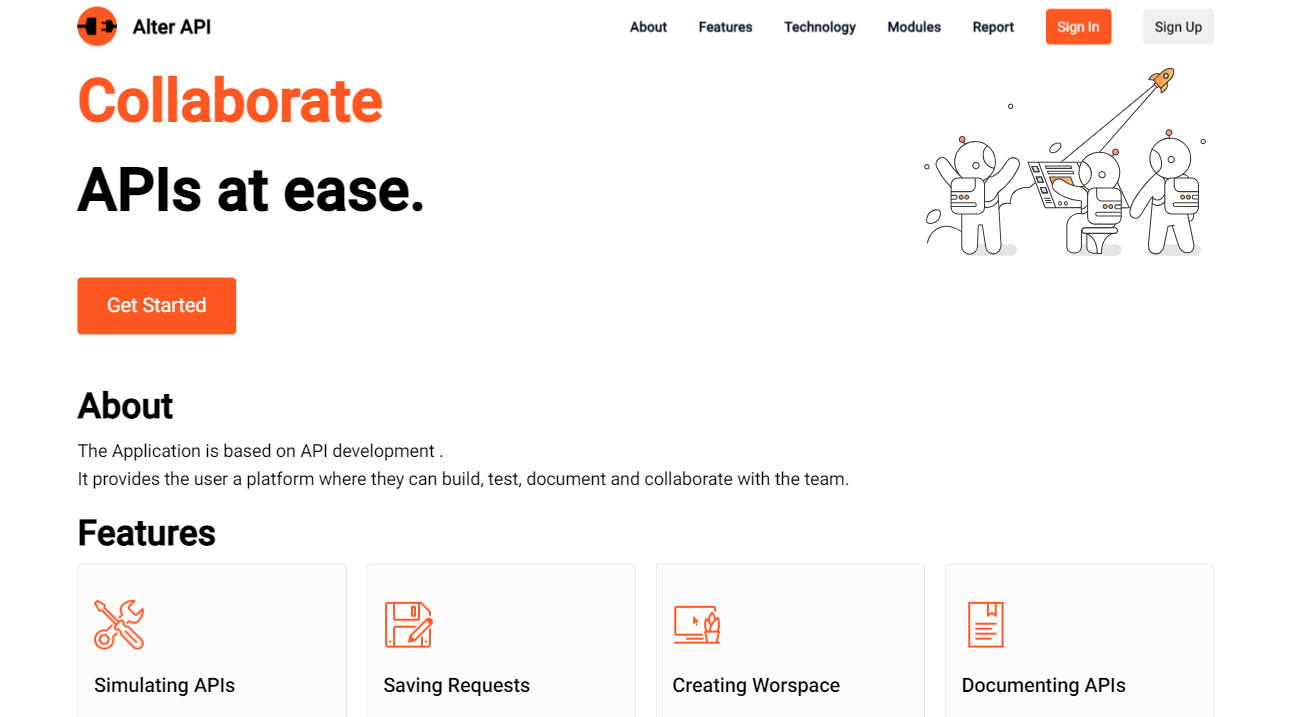 Alter API
About
Features
Technology
Modules
Report
Sign In
Sign Up
Collaborate
APIs at ease.
Get Started
About
The Application is based on API development .
It provides the user a platform where they can build, test, document and collaborate with the team.
Features
Simulating APIs
Saving Requests
Creating Worspace
Documenting APIs